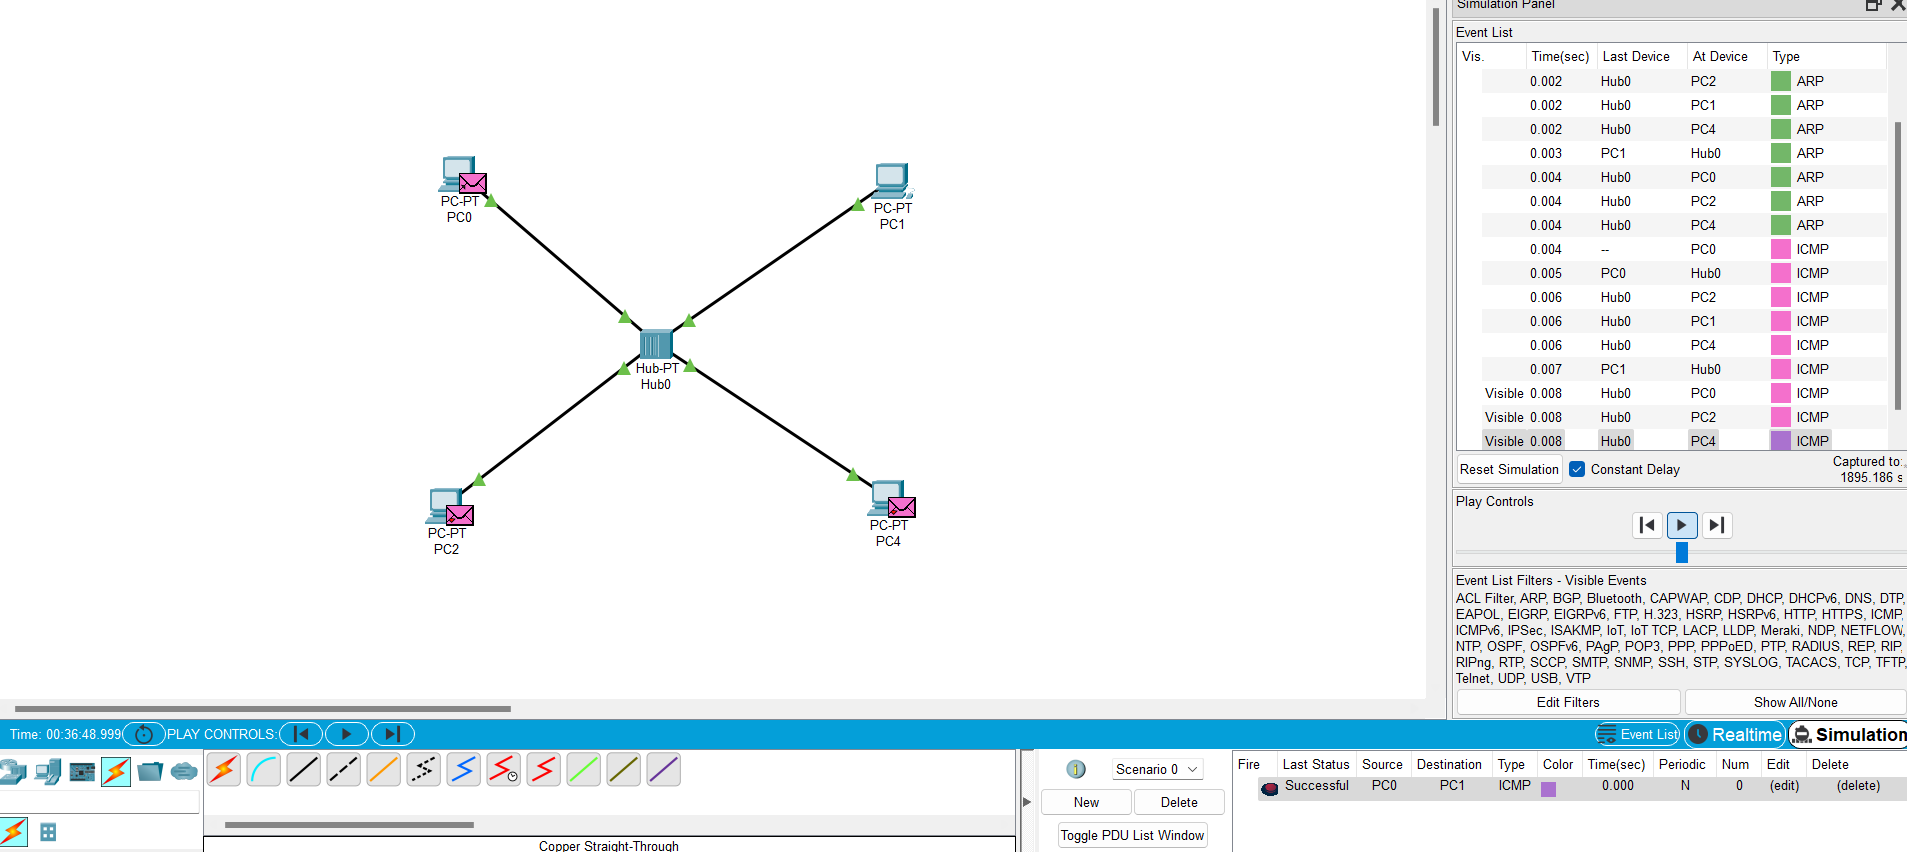 Simulation Panel
Event List
Vis. Time(sec) Last Device At Device Type
0.002 Hub0 PC2 ARP
0.002 Hub0 PC1 ARP
0.002 Hub0 PC4 ARP
0.003 PC1 Hub0 ARP
0.004 Hub0 PC0 ARP
0.004 Hub0 PC2 ARP
0.004 Hub0 PC4 ARP
0.004 -- PC0 ICMP
0.005 PC0 Hub0 ICMP
0.006 Hub0 PC2 ICMP
0.006 Hub0 PC1 ICMP
0.006 Hub0 PC4 ICMP
0.007 PC1 Hub0 ICMP
Visible 0.008 Hub0 PC0 ICMP
Visible 0.008 Hub0 PC2 ICMP
Visible 0.008 Hub0 PC4 ICMP
Reset Simulation Constant Delay Captured to:
1895.186 s
Play Controls
Event List Filters - Visible Events
ACL Filter, ARP, BGP, Bluetooth, CAPWAP, CDP, DHCP, DHCPv6, DNS, DTP,
EAPOL, EIGRP, EIGRPv6, FTP, H.323, HSRP, HSRPv6, HTTP, HTTPS, ICMP,
ICMPv6, IPSec, ISAKMP, IoT, IoT TCP, LACP, LLDP, Meraki, NDP, NETFLOW,
NTP, OSPF, OSPFv6, PAgP, POP3, PPP, PPPoED, PTP, RADIUS, REP, RIP,
RIPng, RTP, SCCP, SMTP, SNMP, SSH, STP, SYSLOG, TACACS, TCP, TFTP,
Telnet, UDP, USB, VTP
Edit Filters Show All/None
PC-PT
PC0
PC-PT
PC1
Hub-PT
Hub0
PC-PT
PC2
PC-PT
PC4
Time: 00:36:48.999 PLAY CONTROLS: Event List Realtime Simulation
Copper Straight-Through
Scenario 0
New Delete
Toggle PDU List Window
Fire Last Status Source Destination Type Color Time(sec) Periodic Num Edit Delete
Successful PC0 PC1 ICMP 0.000 N 0 (edit) (delete)